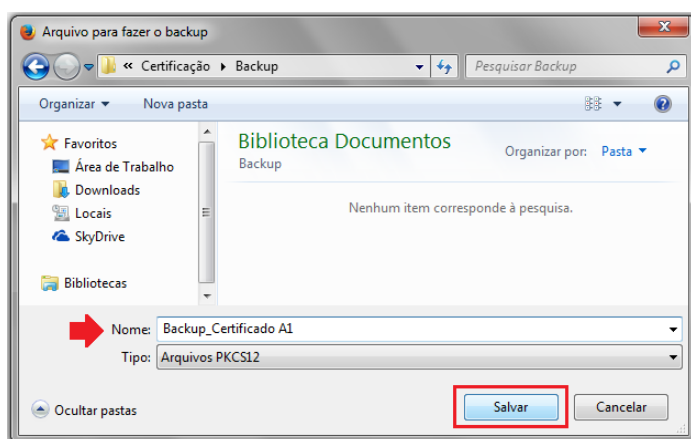 Arquivo para fazer o backup
« Certificação ▸ Backup
Pesquisar Backup
Organizar
Nova pasta
Favoritos
Área de Trabalho
Downloads
Locais
SkyDrive
Bibliotecas
Biblioteca Documentos
Backup
Organizar por: Pasta
Nenhum item corresponde à pesquisa.
Nome: Backup_Certificado A1
Tipo: Arquivos PKCS12
Ocultar pastas
Salvar
Cancelar